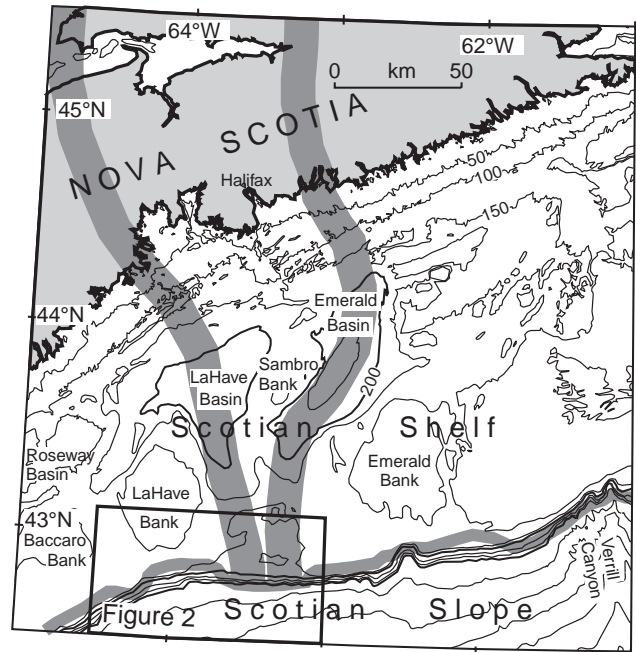 64°W
62°W
0 km 50
45°N
NOVA SCOTIA
Halifax
50
100
150
44°N
Emerald
Basin
Sambro
Bank
LaHave
Basin
200
Scotian Shelf
Roseway
Basin
Emerald
Bank
LaHave
Bank
43°N
Baccaro
Bank
Verrill
Canyon
Figure 2
Scotian Slope